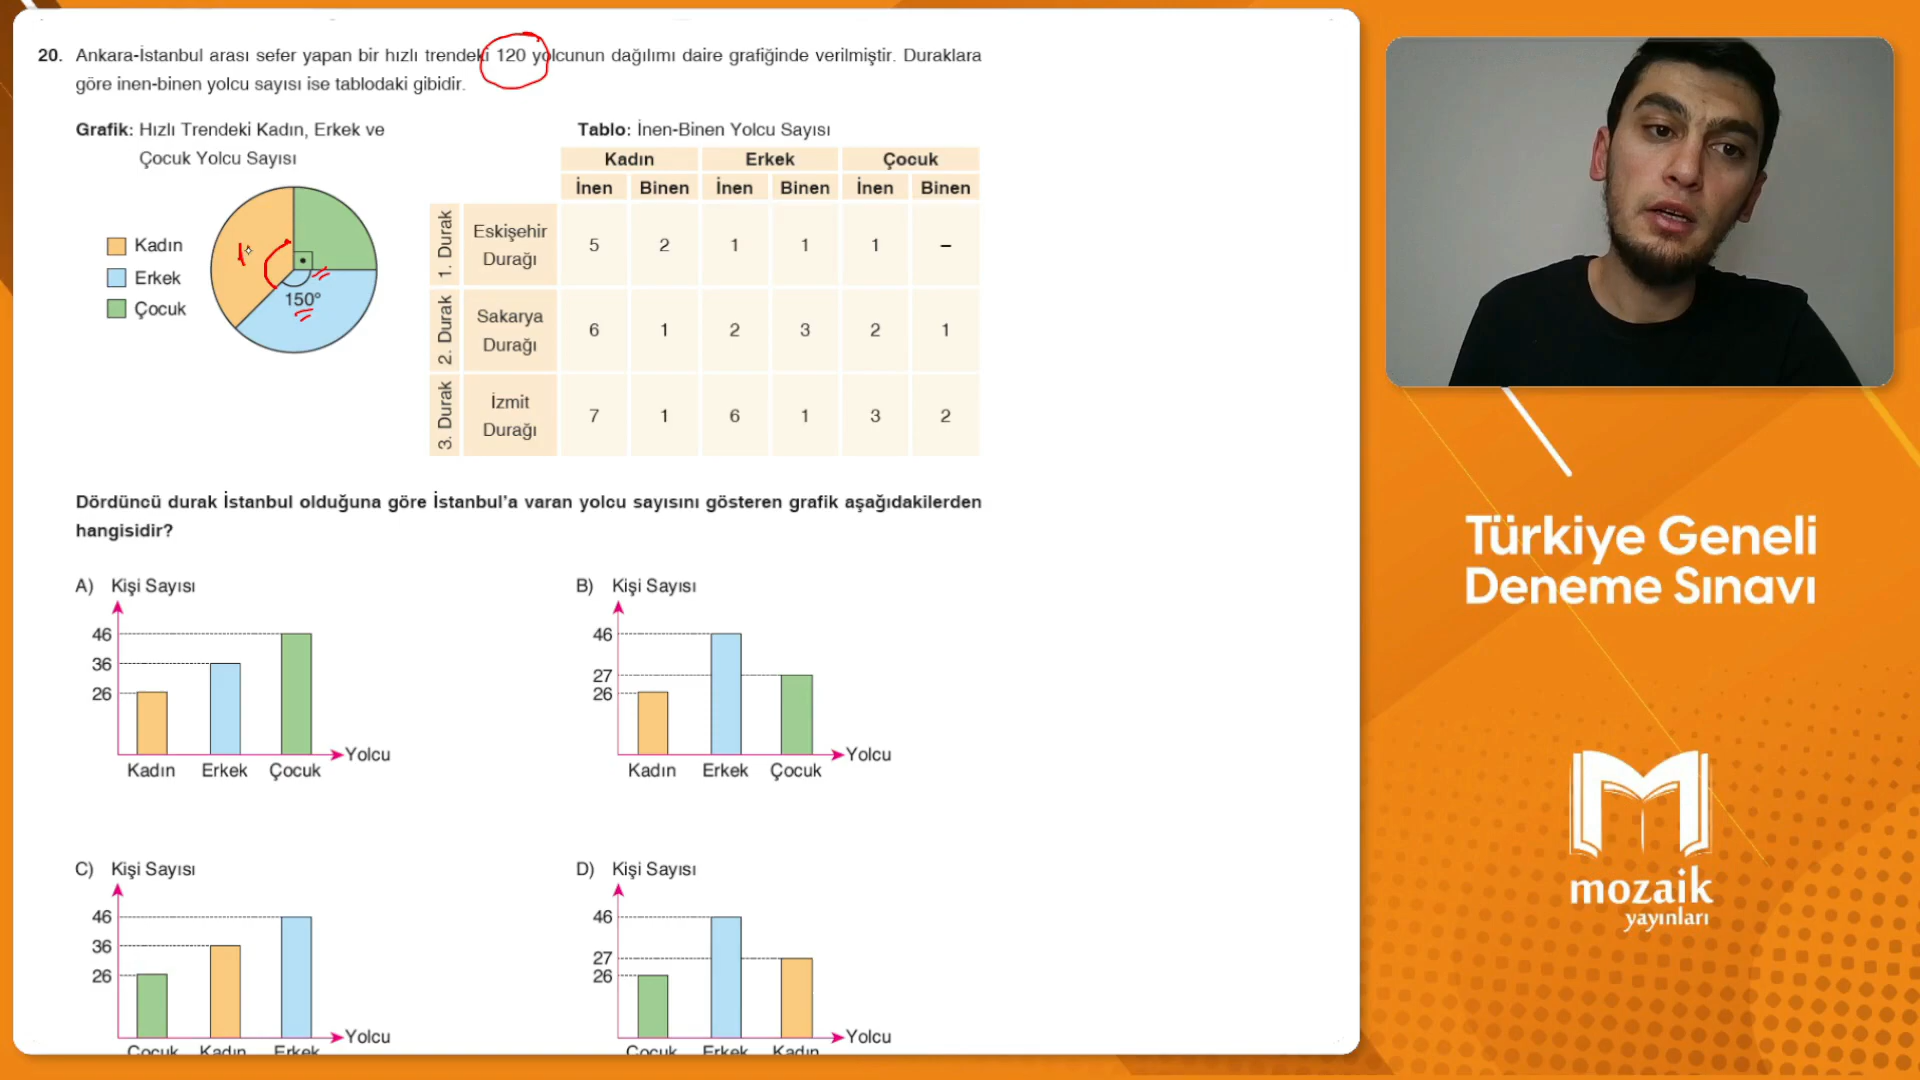 20. Ankara-İstanbul arası sefer yapan bir hızlı trendeki 120 yolcunun dağılımı daire grafiğinde verilmiştir. Duraklara
göre inen-binen yolcu sayısı ise tablodaki gibidir.
Grafik: Hızlı Trendeki Kadın, Erkek ve
Çocuk Yolcu Sayısı
Kadın
Erkek
Çocuk
150°
Tablo: İnen-Binen Yolcu Sayısı
Kadın Erkek Çocuk
İnen Binen İnen Binen İnen Binen
1. Durak Eskişehir Durağı 5 2 1 1 1 –
2. Durak Sakarya Durağı 6 1 2 3 2 1
3. Durak İzmit Durağı 7 1 6 1 3 2
Dördüncü durak İstanbul olduğuna göre İstanbul'a varan yolcu sayısını gösteren grafik aşağıdakilerden
hangisidir?
A) Kişi Sayısı
46
36
26
Yolcu
Kadın Erkek Çocuk
B) Kişi Sayısı
46
27
26
Yolcu
Kadın Erkek Çocuk
C) Kişi Sayısı
46
36
26
Yolcu
Çocuk Kadın Erkek
D) Kişi Sayısı
46
27
26
Yolcu
Çocuk Erkek Kadın
Türkiye Geneli
Deneme Sınavı
mozaik
yayınları